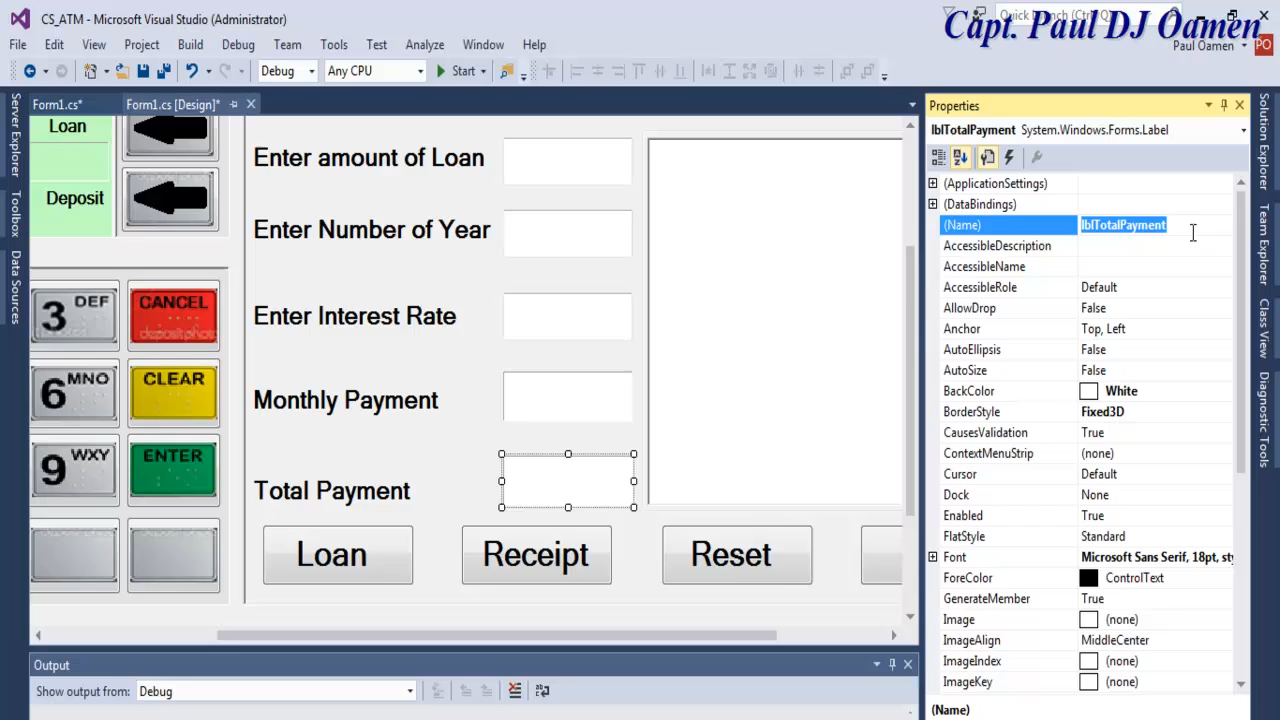 CS_ATM - Microsoft Visual Studio (Administrator)
Quick Launch (Ctrl+Q)
Capt. Paul DJ Oamen
File Edit View Project Build Debug Team Tools Test Analyze Window Help
Paul Oamen PO
Debug Any CPU Start
Form1.cs* Form1.cs [Design]*
Server Explorer
Toolbox
Data Sources
Loan
Deposit
3 DEF
CANCEL
6 MNO
CLEAR
9 WXY
ENTER
Enter amount of Loan
Enter Number of Year
Enter Interest Rate
Monthly Payment
Total Payment
Loan Receipt Reset
Output
Show output from: Debug
Properties
lblTotalPayment System.Windows.Forms.Label
(ApplicationSettings)
(DataBindings)
(Name) lblTotalPayment
AccessibleDescription
AccessibleName
AccessibleRole Default
AllowDrop False
Anchor Top, Left
AutoEllipsis False
AutoSize False
BackColor White
BorderStyle Fixed3D
CausesValidation True
ContextMenuStrip (none)
Cursor Default
Dock None
Enabled True
FlatStyle Standard
Font Microsoft Sans Serif, 18pt, sty
ForeColor ControlText
GenerateMember True
Image (none)
ImageAlign MiddleCenter
ImageIndex (none)
ImageKey (none)
(Name)
Solution Explorer
Team Explorer
Class View
Diagnostic Tools